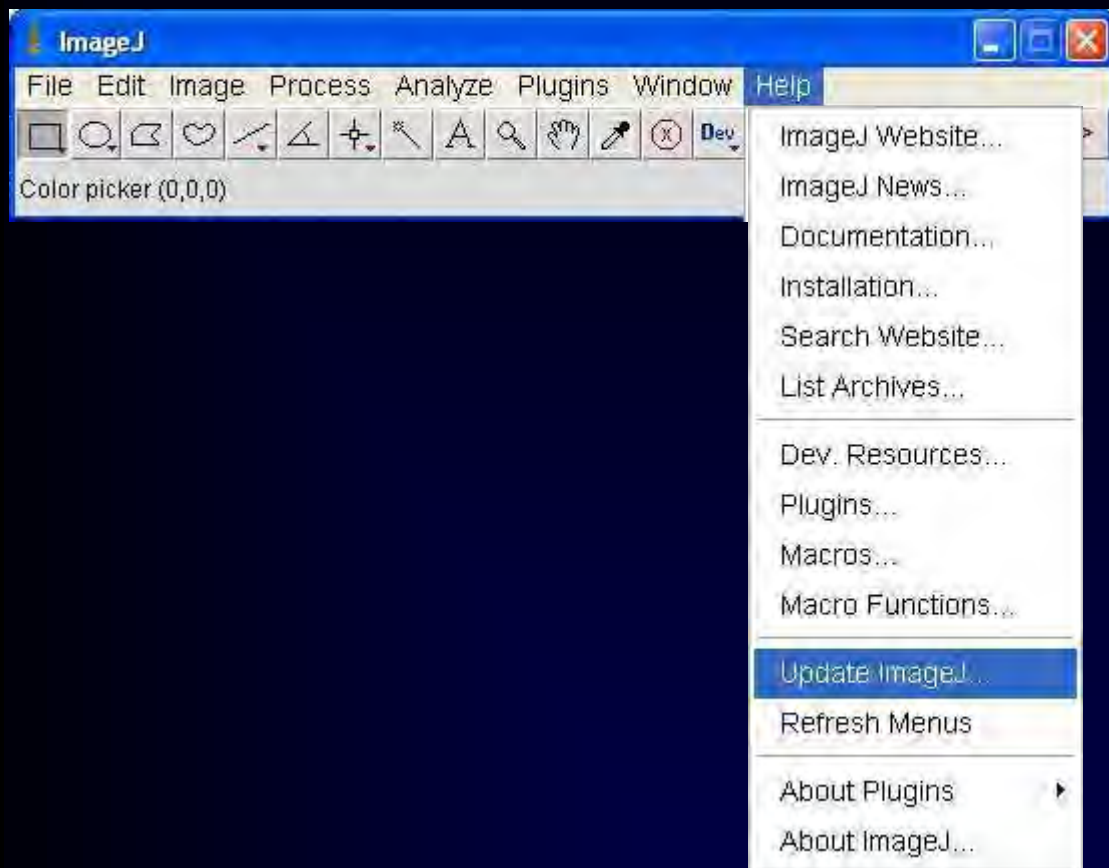 ImageJ
File Edit Image Process Analyze Plugins Window Help
A Dev >
Color picker (0,0,0)
ImageJ Website...
ImageJ News...
Documentation...
Installation...
Search Website...
List Archives...
Dev. Resources...
Plugins...
Macros...
Macro Functions...
Update ImageJ...
Refresh Menus
About Plugins
About ImageJ...